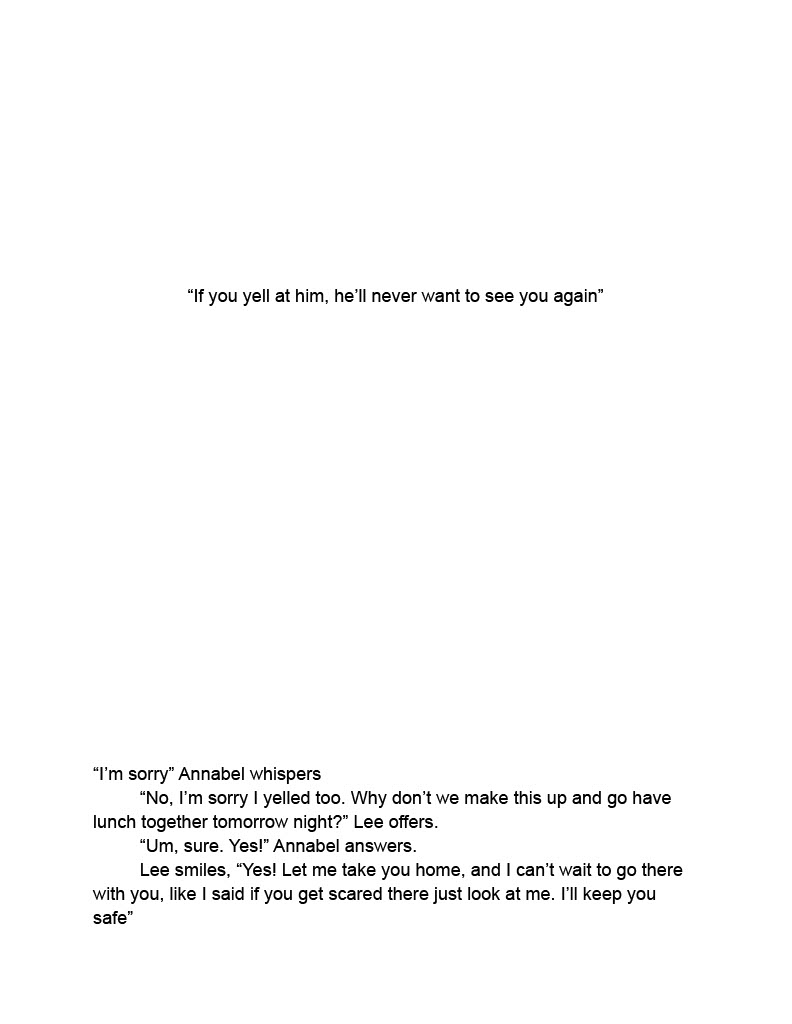 “If you yell at him, he’ll never want to see you again”
“I’m sorry” Annabel whispers
“No, I’m sorry I yelled too. Why don’t we make this up and go have
lunch together tomorrow night?” Lee offers.
“Um, sure. Yes!” Annabel answers.
Lee smiles, “Yes! Let me take you home, and I can’t wait to go there
with you, like I said if you get scared there just look at me. I’ll keep you
safe”